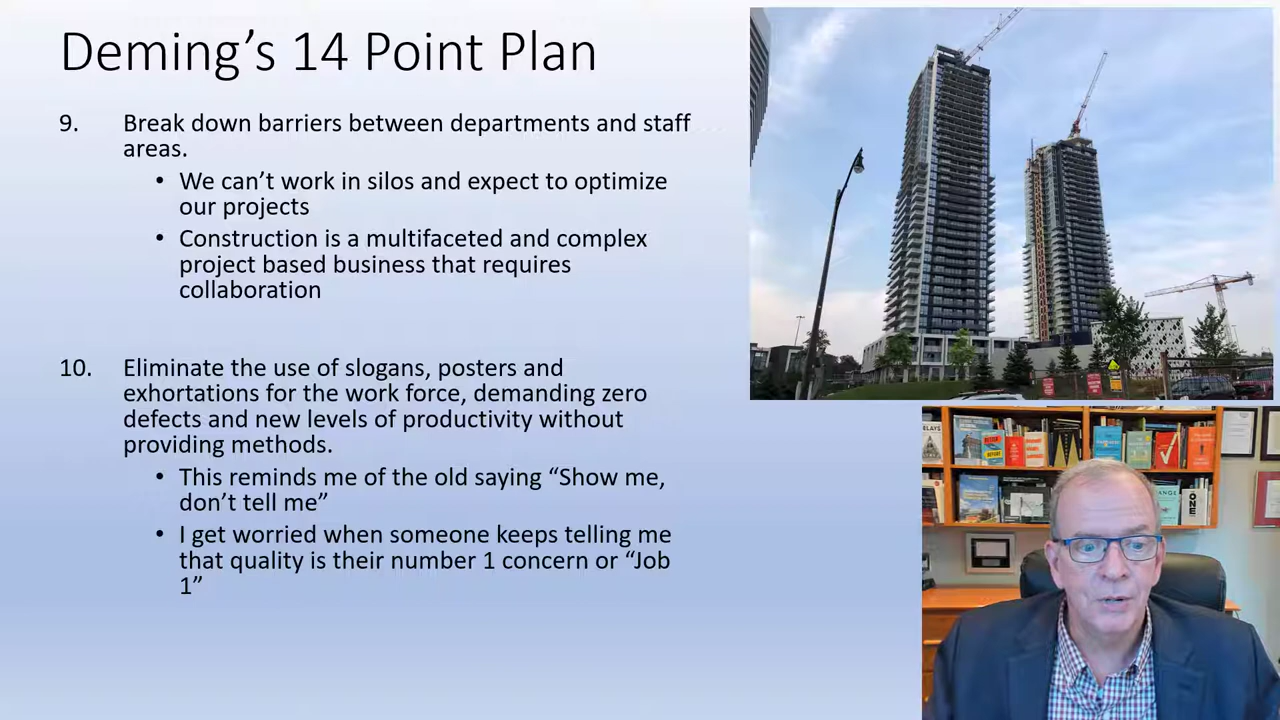 Deming’s 14 Point Plan
9. Break down barriers between departments and staff
areas.
• We can’t work in silos and expect to optimize
our projects
• Construction is a multifaceted and complex
project based business that requires
collaboration
10. Eliminate the use of slogans, posters and
exhortations for the work force, demanding zero
defects and new levels of productivity without
providing methods.
• This reminds me of the old saying “Show me,
don’t tell me”
• I get worried when someone keeps telling me
that quality is their number 1 concern or “Job
1”